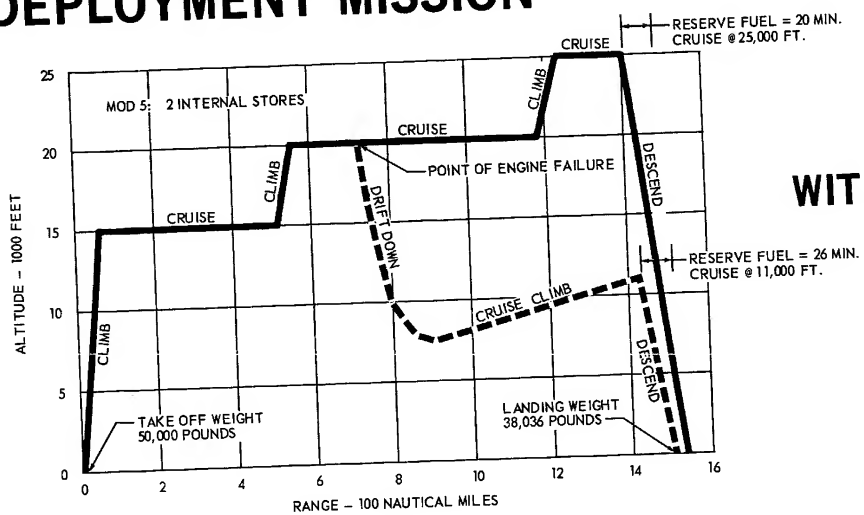 DEPLOYMENT MISSION
RESERVE FUEL = 20 MIN.
CRUISE @ 25,000 FT.
CRUISE
25
MOD 5: 2 INTERNAL STORES
CLIMB
CRUISE
20
CLIMB
POINT OF ENGINE FAILURE
DESCEND
WIT
ALTITUDE – 1000 FEET
CRUISE
DRIFT DOWN
15
RESERVE FUEL = 26 MIN.
CRUISE @ 11,000 FT.
CRUISE CLIMB
10
CLIMB
DESCEND
5
TAKE OFF WEIGHT
50,000 POUNDS
LANDING WEIGHT
38,036 POUNDS
0
0 2 4 6 8 10 12 14 16
RANGE – 100 NAUTICAL MILES